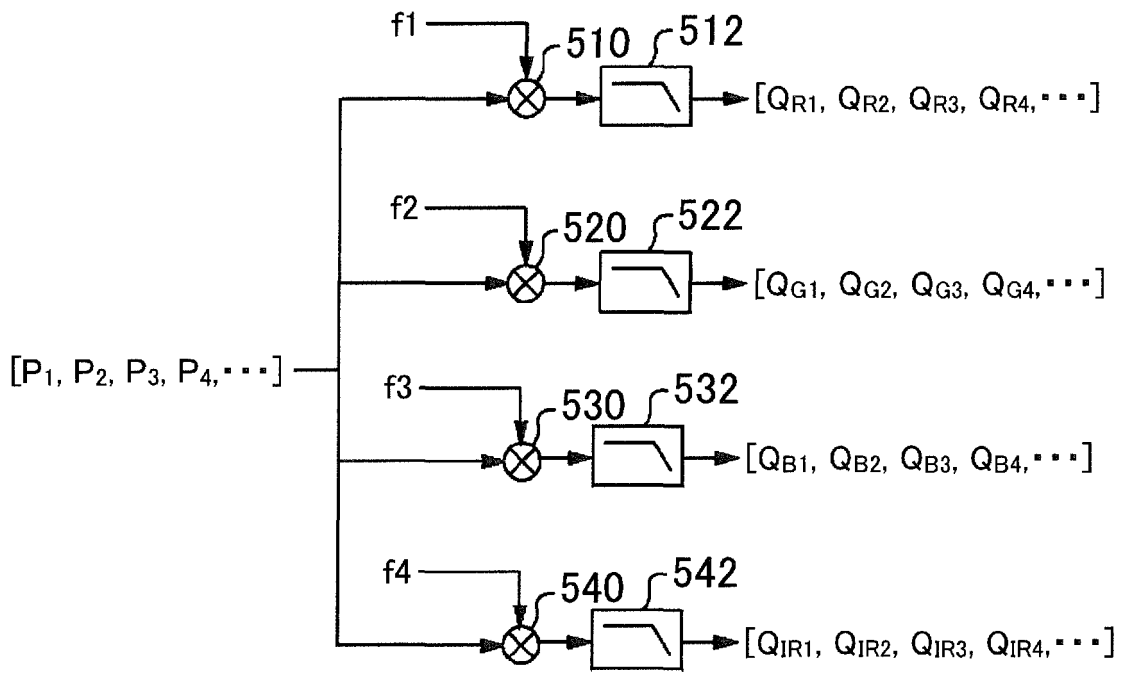 f1
510
512
[QR1, QR2, QR3, QR4,···]
f2
520
522
[QG1, QG2, QG3, QG4,···]
[P1, P2, P3, P4,···]
f3
530
532
[QB1, QB2, QB3, QB4,···]
f4
540
542
[QIR1, QIR2, QIR3, QIR4,···]